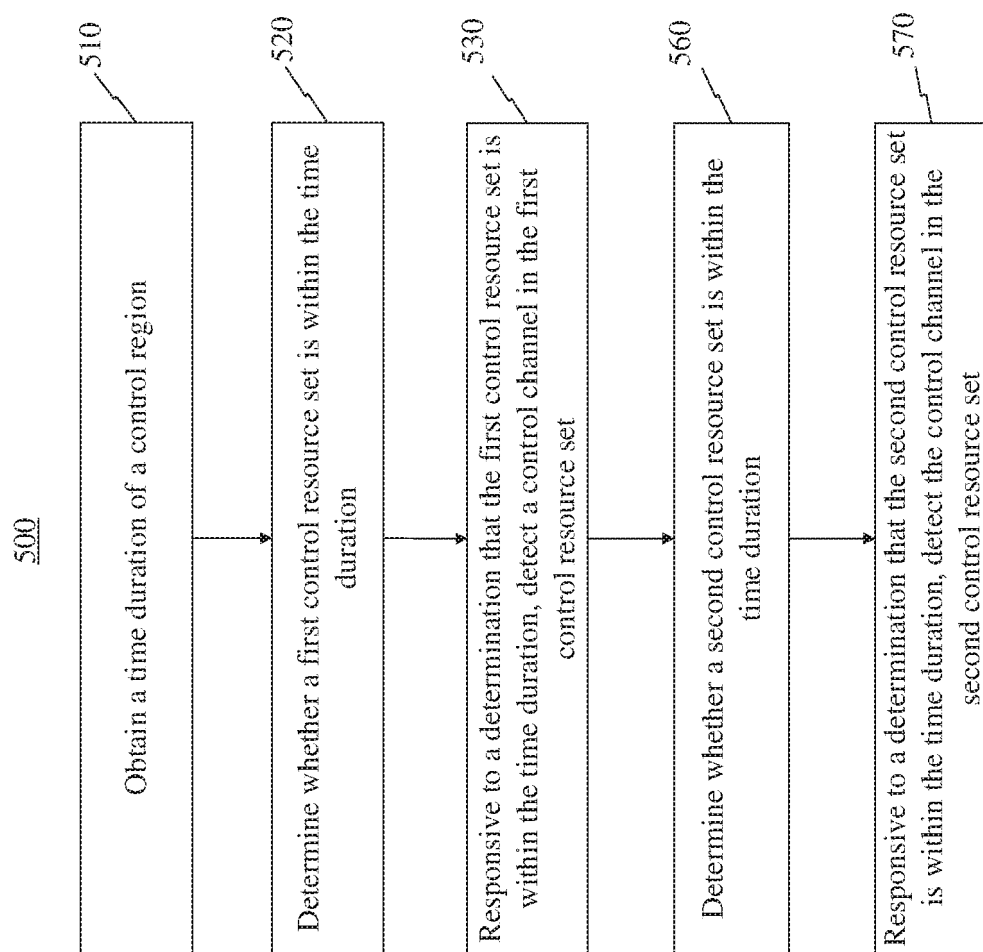 500
Obtain a time duration of a control region
510
Determine whether a first control resource set is within the time
duration
520
Responsive to a determination that the first control resource set is
within the time duration, detect a control channel in the first
control resource set
530
Determine whether a second control resource set is within the
time duration
560
Responsive to a determination that the second control resource set
is within the time duration, detect the control channel in the
second control resource set
570